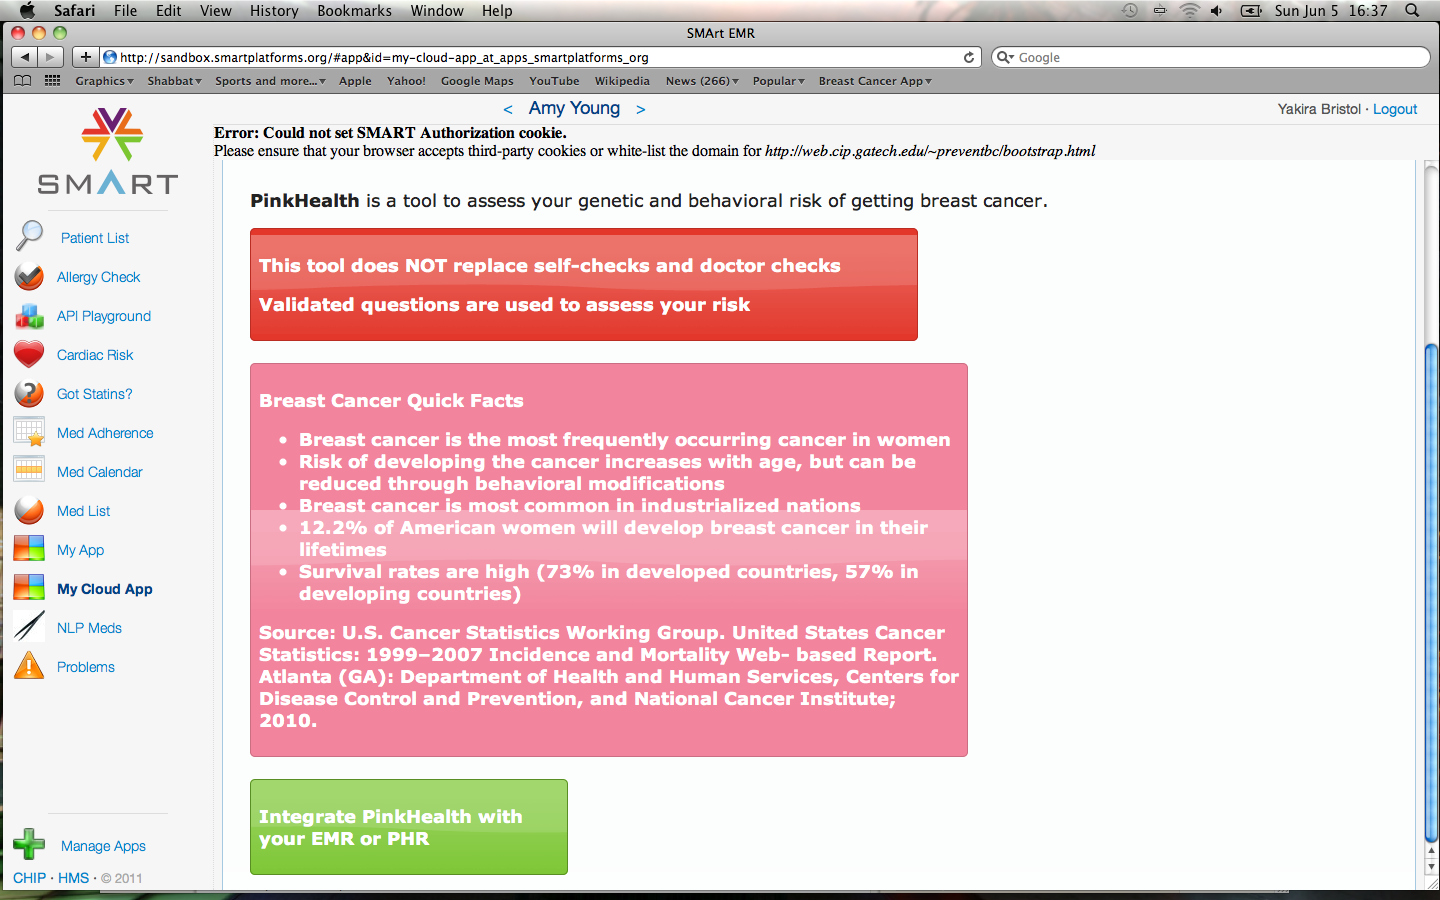 Safari File Edit View History Bookmarks Window Help Sun Jun 5 16:37
SMArt EMR
http://sandbox.smartplatforms.org/#app&id=my-cloud-app_at_apps_smartplatforms_org Google
Graphics Shabbat Sports and more... Apple Yahoo! Google Maps YouTube Wikipedia News (266) Popular Breast Cancer App
< Amy Young > Yakira Bristol · Logout
Error: Could not set SMART Authorization cookie.
Please ensure that your browser accepts third-party cookies or white-list the domain for http://web.cip.gatech.edu/~preventbc/bootstrap.html
SMART
Patient List
Allergy Check
API Playground
Cardiac Risk
Got Statins?
Med Adherence
Med Calendar
Med List
My App
My Cloud App
NLP Meds
Problems
Manage Apps
CHIP · HMS · © 2011
PinkHealth is a tool to assess your genetic and behavioral risk of getting breast cancer.
This tool does NOT replace self-checks and doctor checks
Validated questions are used to assess your risk
Breast Cancer Quick Facts
• Breast cancer is the most frequently occurring cancer in women
• Risk of developing the cancer increases with age, but can be
reduced through behavioral modifications
• Breast cancer is most common in industrialized nations
• 12.2% of American women will develop breast cancer in their
lifetimes
• Survival rates are high (73% in developed countries, 57% in
developing countries)
Source: U.S. Cancer Statistics Working Group. United States Cancer
Statistics: 1999–2007 Incidence and Mortality Web- based Report.
Atlanta (GA): Department of Health and Human Services, Centers for
Disease Control and Prevention, and National Cancer Institute;
2010.
Integrate PinkHealth with
your EMR or PHR